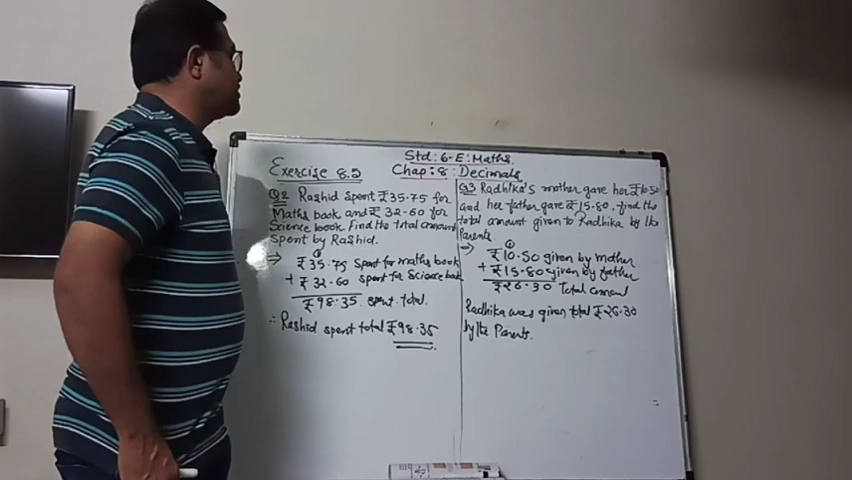 Std: 6-E: Maths.
Chap: 8: Decimals
Exercise 8.5
Q2 Rashid spent ₹35.75 for
Maths book and ₹ 32.60 for
Science book. Find the total amount
spent by Rashid.
⇒ ₹ 35.75 spent for maths book
+ ₹ 32.60 spent for Science book
₹ 98.35 spent total.
∴ Rashid spent total ₹98.35
Q3 Radhika's mother gave her ₹10.50
and her father gave ₹15.80, find the
total amount given to Radhika by the
Parents.
⇒ ₹10.50 given by mother
+ ₹15.80 given by father
₹26.30 Total amount
Radhika was given total ₹26.30
by the Parents.